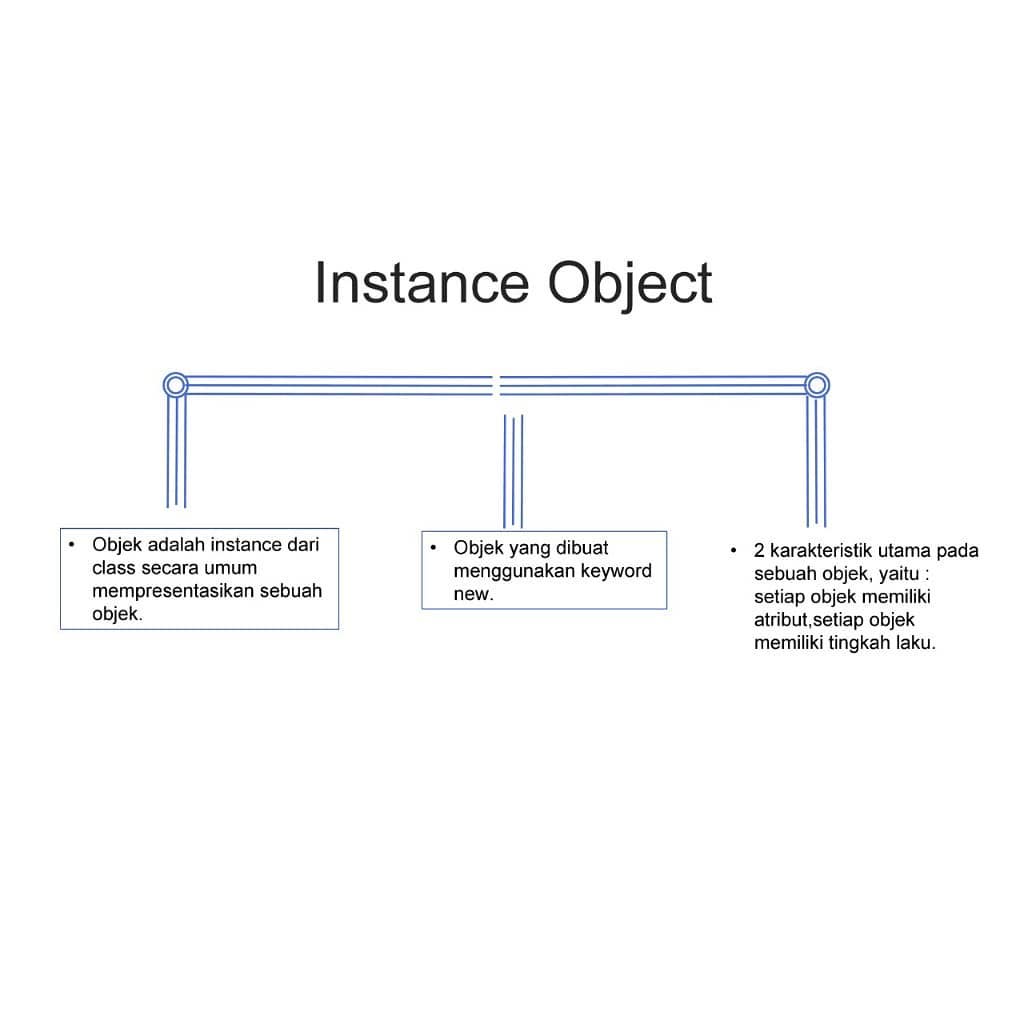 Instance Object
• Objek adalah instance dari
class secara umum
mempresentasikan sebuah
objek.
• Objek yang dibuat
menggunakan keyword
new.
• 2 karakteristik utama pada
sebuah objek, yaitu :
setiap objek memiliki
atribut,setiap objek
memiliki tingkah laku.